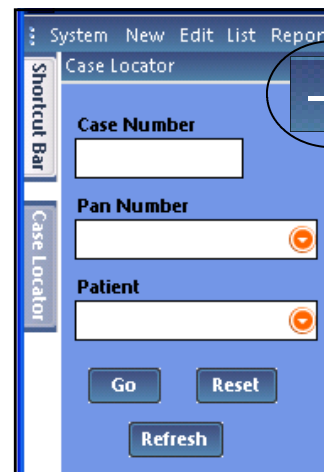 System New Edit List Repor
Case Locator
Shortcut Bar
Case Locator
Case Number
Pan Number
Patient
Go Reset
Refresh